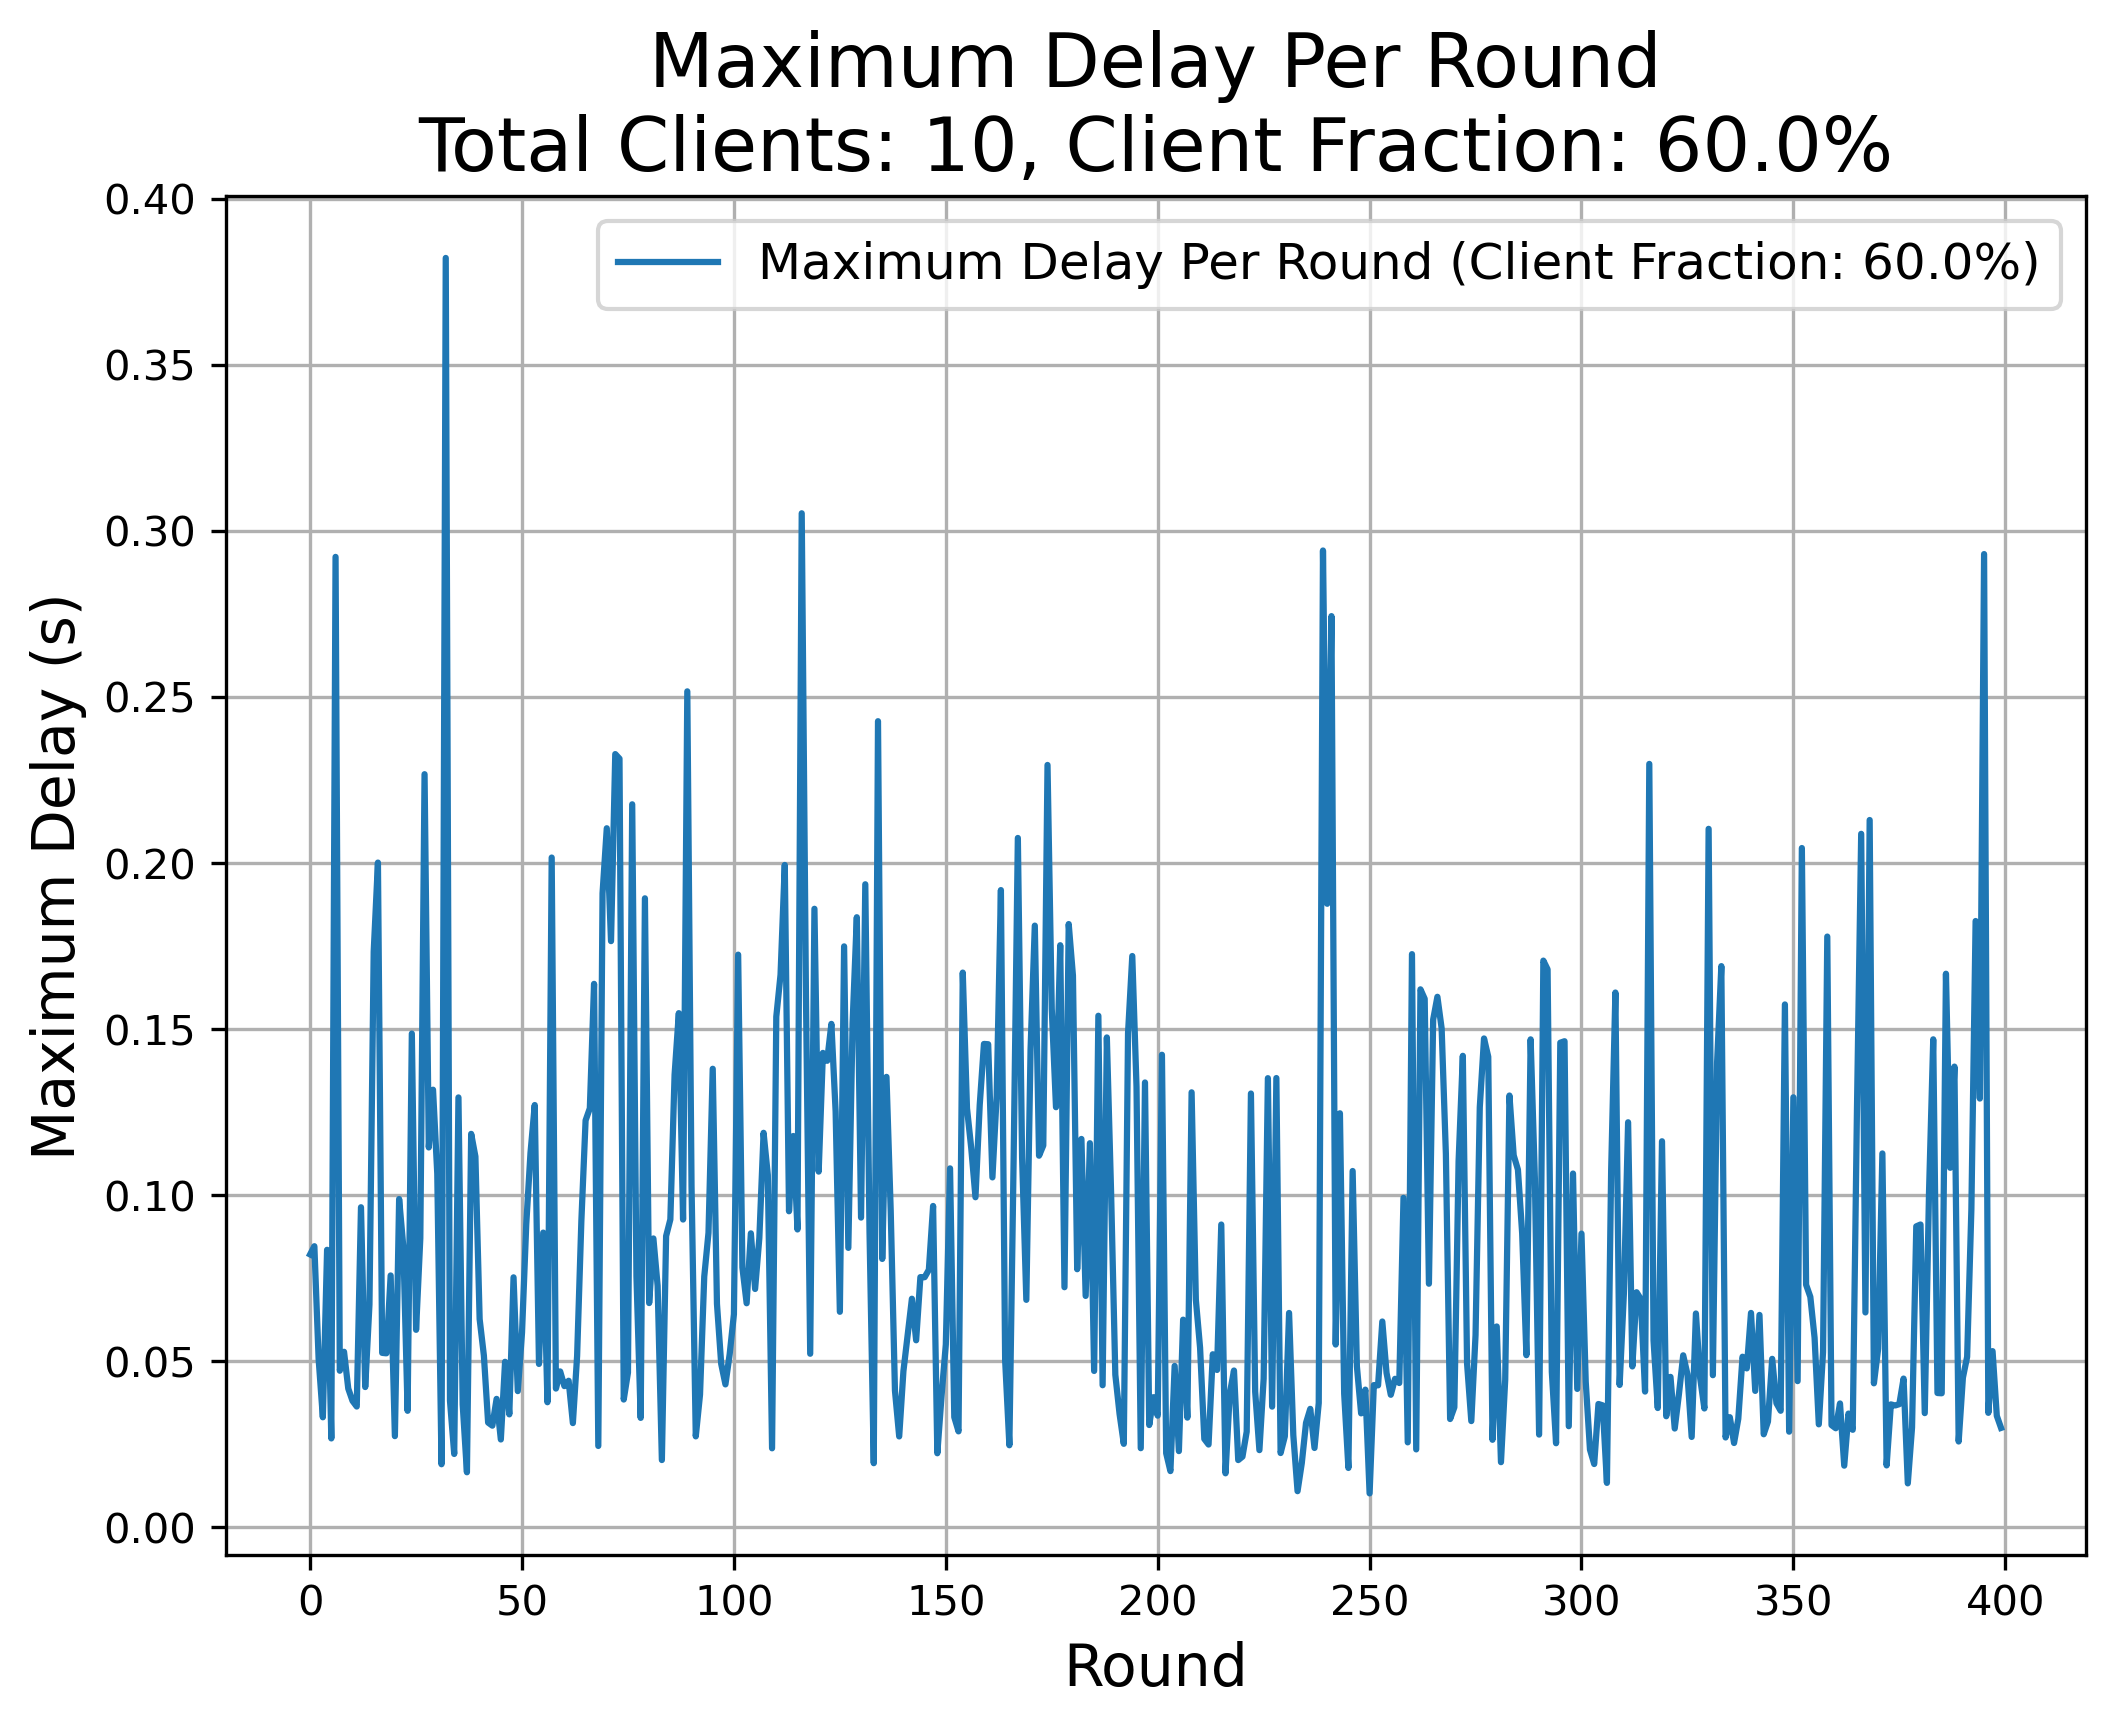 Maximum Delay Per Round
Total Clients: 10, Client Fraction: 60.0%
Maximum Delay Per Round (Client Fraction: 60.0%)
Maximum Delay (s)
0.40
0.35
0.30
0.25
0.20
0.15
0.10
0.05
0.00
0 50 100 150 200 250 300 350 400
Round